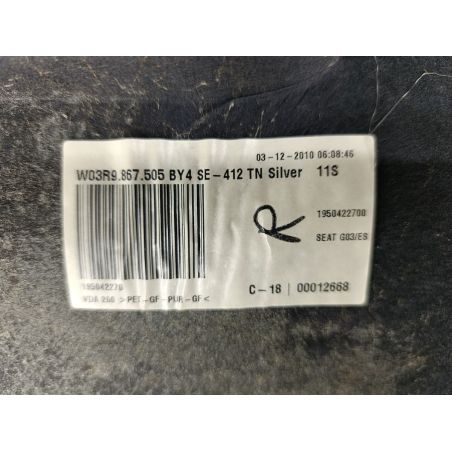 03-12-2010 06:08:46
W03R9.867.505 BY4 SE-412 TN Silver 11S
1950422700
R
SEAT G03/ES
195042270
C-18 | 00012668
VDA 260 >PET-GF-PUR-GF<